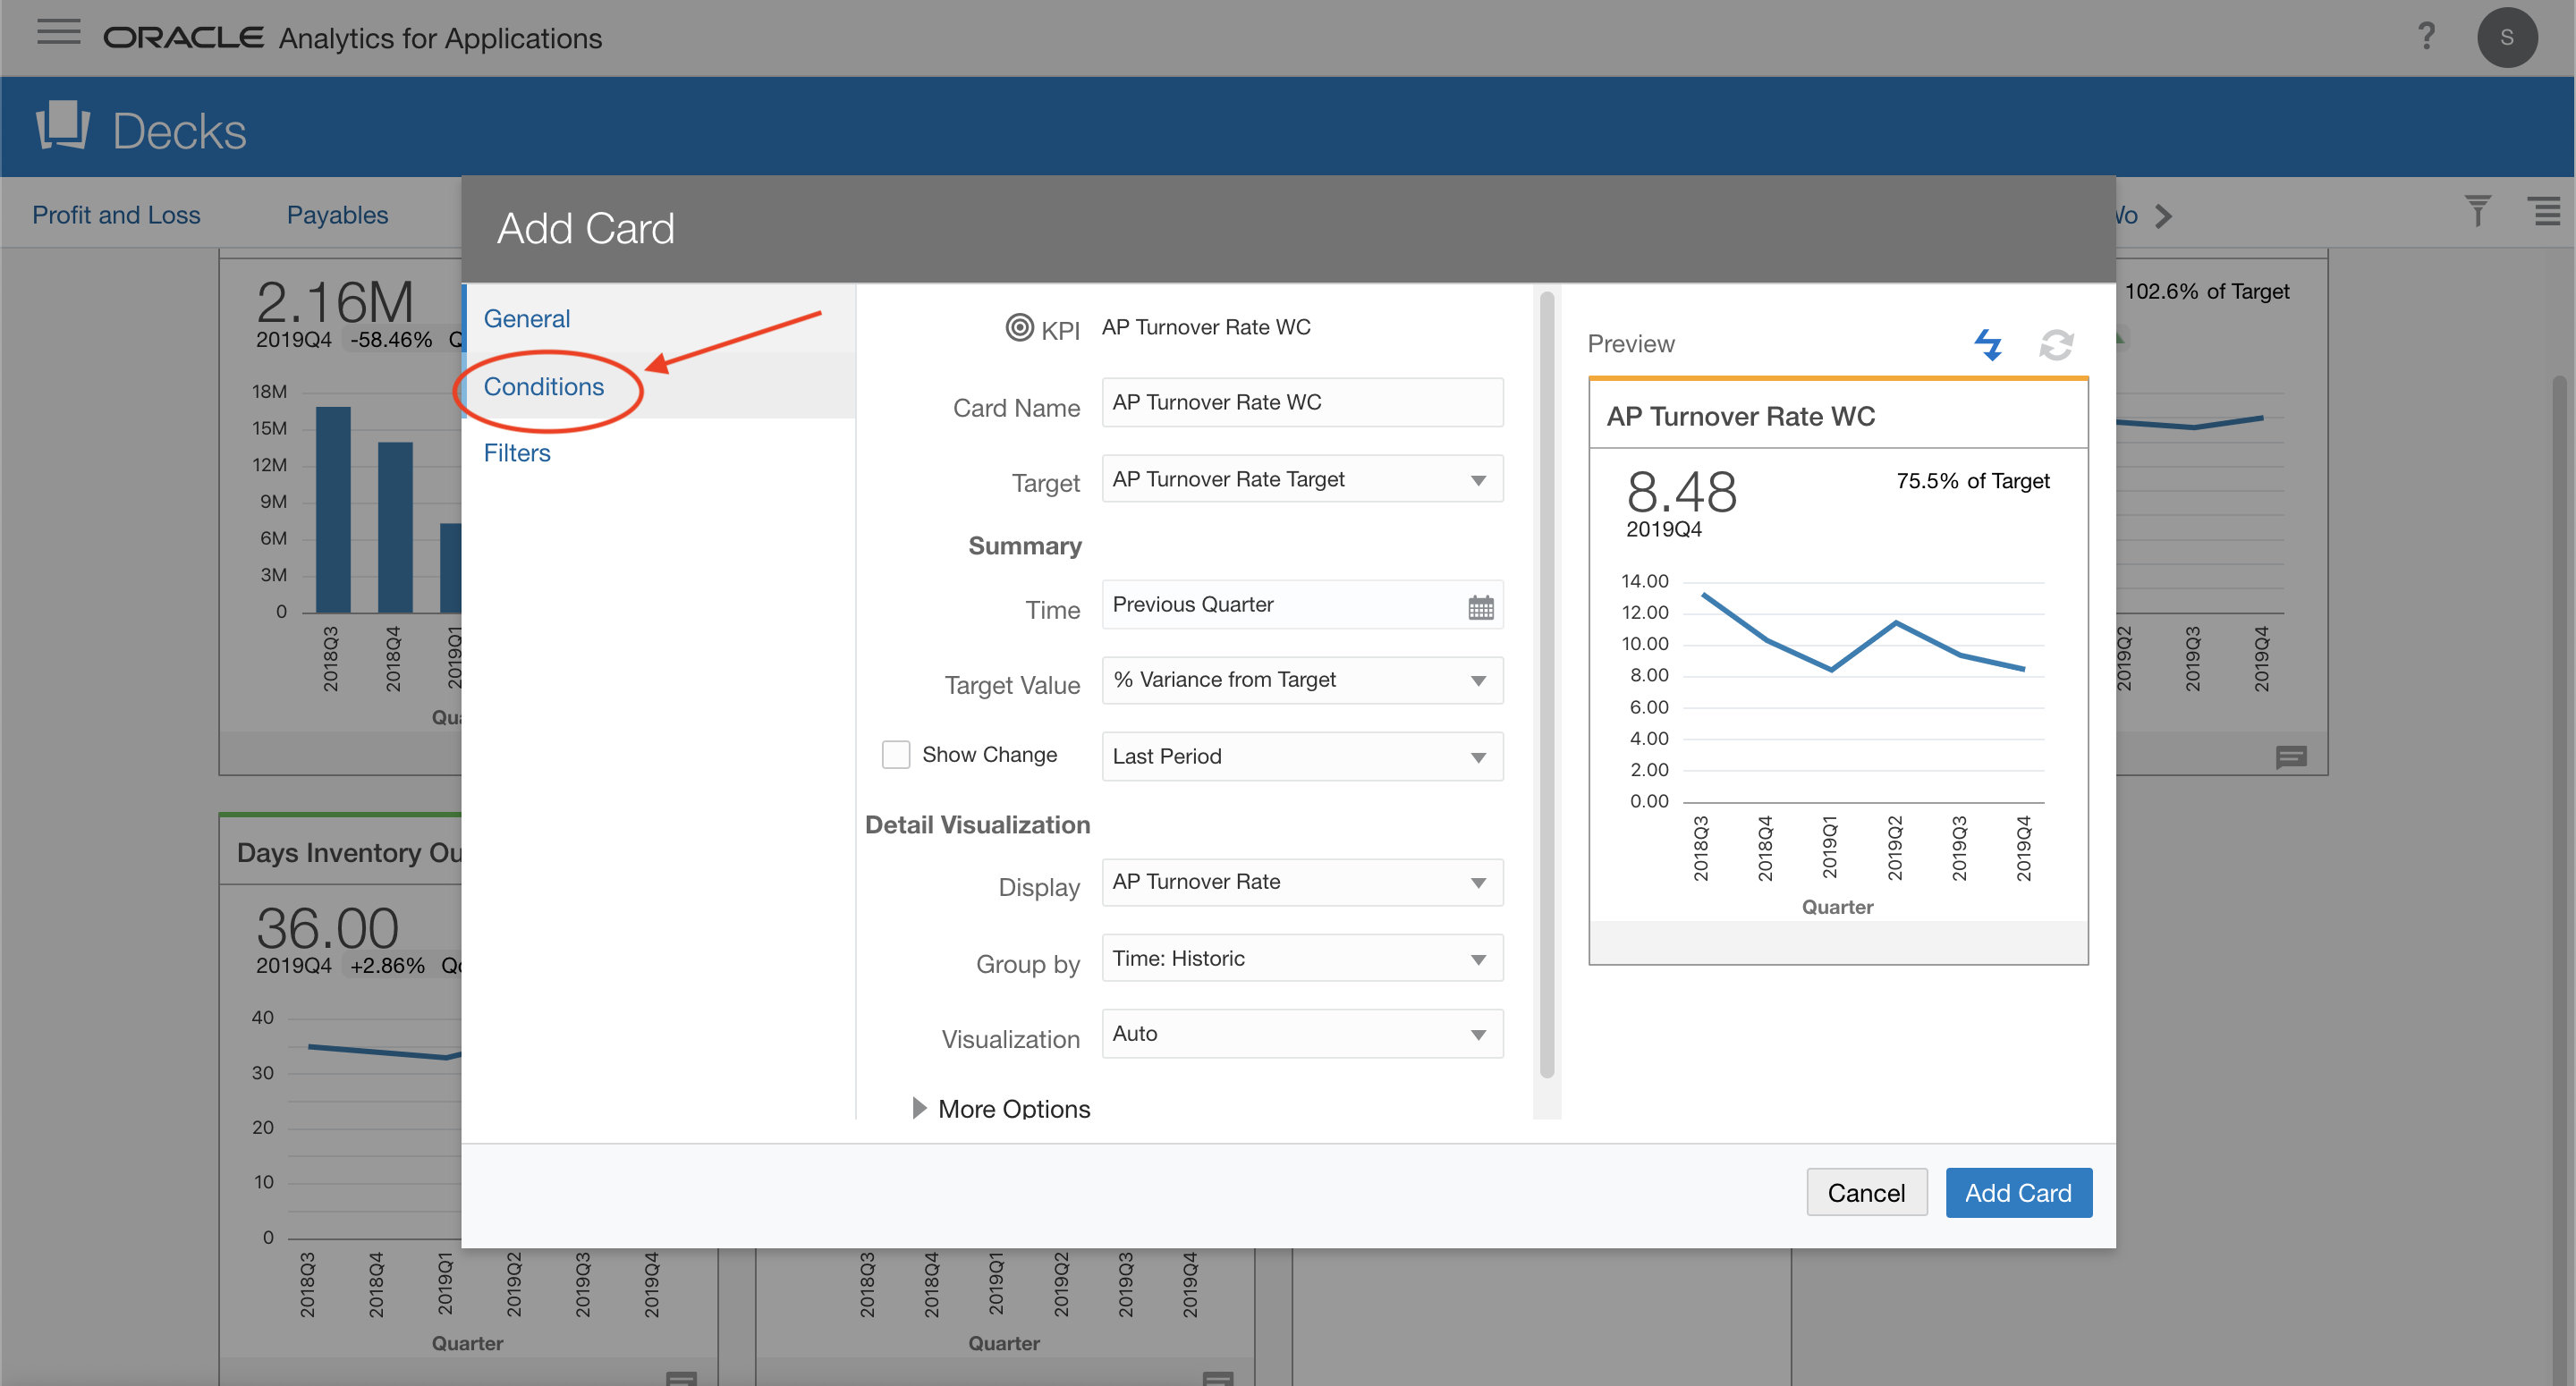 ORACLE Analytics for Applications
?
S
Decks
Profit and Loss
Payables
2.16M
2019Q4 -58.46%
18M
15M
12M
9M
6M
3M
0
2018Q3
2018Q4
2019Q1
Days Inventory Ou
36.00
2019Q4 +2.86%
40
30
20
10
0
2018Q3
2018Q4
2019Q1
2019Q2
2019Q3
2019Q4
Quarter
2018Q3
2018Q4
2019Q1
2019Q2
2019Q3
2019Q4
Quarter
Add Card
General
Conditions
Filters
KPI AP Turnover Rate WC
Card Name AP Turnover Rate WC
Target AP Turnover Rate Target
Summary
Time Previous Quarter
Target Value % Variance from Target
Show Change Last Period
Detail Visualization
Display AP Turnover Rate
Group by Time: Historic
Visualization Auto
More Options
Preview
AP Turnover Rate WC
8.48
75.5% of Target
2019Q4
14.00
12.00
10.00
8.00
6.00
4.00
2.00
0.00
2018Q3
2018Q4
2019Q1
2019Q2
2019Q3
2019Q4
Quarter
Cancel
Add Card
102.6% of Target
2019Q2
2019Q3
2019Q4